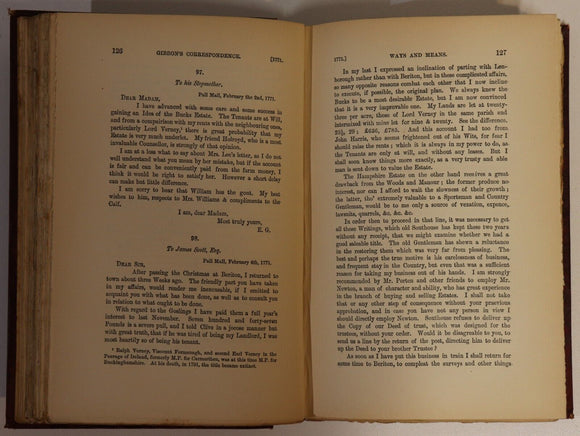 126 GIBBON'S CORRESPONDENCE. [1771.
97.
To his Stepmother.
Pall Mall, February the 2nd, 1771.
DEAR MADAM,
I have advanced with some care and some success in
gaining an Idea of the Bucks Estate. The Tenants are at Will,
and from a comparison with my rents with the neighbouring ones,
particularly Lord Verney,¹ there is great probability that my
Estate is very much under-let. My friend Holroyd, who is a most
invaluable Counsellor, is strongly of that opinion.
I am at a loss what to say about Mrs. Lee's letter, as I do not
well understand what you mean by her mistake, but if the account
is fair and can be conveniently paid from the farm money, I
think it would be right to satisfy her. However a short delay
can make but little difference.
I am sorry to hear that William has the gout. My best
wishes to him, respects to Mrs. Williams & compliments to the
Calf.
I am, dear Madam,
Most truly yours,
E. G.
98.
To James Scott, Esq.
Pall Mall, February 4th, 1771.
DEAR SIR,
After passing the Christmas at Beriton, I returned
to town about three Weeks ago. The friendly part you have taken
in my affairs, would render me inexcusable, if I omitted to
acquaint you with what has been done, as well as to consult you
in relation to what ought to be done.
With regard to the Goslings I have paid them a full year's
interest to last November. Seven hundred and forty-seven
Pounds is a severe pull, and I told Clive in a jocose manner but
with great truth, that if he was tired of being my Landlord, I was
most heartily so of being his Tenant.
¹ Ralph Verney, Viscount Fermanagh, and second Earl Verney in the
Peerage of Ireland, formerly M.P. for Carmarthen, was at this time M.P. for
Buckinghamshire. At his death, in 1791, the title became extinct.
1771.] WAYS AND MEANS. 127
In my last I expressed an inclination of parting with Len-
borough rather than with Beriton, but in these complicated affairs,
so many opposite reasons combat each other that I now incline
to execute, if possible, the original plan. We always knew the
Bucks to be a most desirable Estate, but I am now convinced that
it is a very improveable one. My Lands are let at twenty-
three per annum, those of Lord Verney in the same parish and
intermixed with mine let for nine & twenty. See the difference.
23], 29; £636, £785. And this account I had too from
John Harris, who seems frightened out of his Wits, for fear I
should raise the rents; which it is always in my power to do, as
the Tenants are only at will, and without leases. But I
shall soon know things more exactly, as a very trusty and able
man is sent down to value the Estate.
The Hampshire Estate on the other hand requires a great
drawback from the Woods and Manour; the former produce no
interest, nor can I afford to wait the slowness of their growth;
the latter, tho' extremely valuable to a Sportsman and Country
Gentleman, would be to me only a source of vexation, expence,
lawsuits, quarrels, &c. &c. &c.
In order then to proceed in that line, it was necessary to get
all those Writings, which old Southouse has kept these two years
without any receipt, that we might examine whether we had a
good saleable title. The old Gentleman has shewn a reluctance
in the restoring them which was very far from pleasing. The
best and perhaps the true motive is his encreasing deafness, and
frequent stay in the Country, but even that was a sufficient
reason for taking my business out of his hands. I am strongly
recommended by Mr. Porten and other friends to employ Mr.
Newton, a man of character and ability, who has great experience
in the branch of buying and selling Estates. I shall not take
that or any other step of consequence without your precious
approbation, and in case you have not any person in view I
should directly employ Newton. Southouse refuses to deliver up
the Copy of our Deed of trust, which was designed for the
trustees, without your order. Would it be too much trouble to
send us a line by the return of the post, directing him to deliver
up the Deed to your brother Trustee?
As soon as I have put this business in train I shall return for
some time to Beriton, to compleat the surveys and other things.